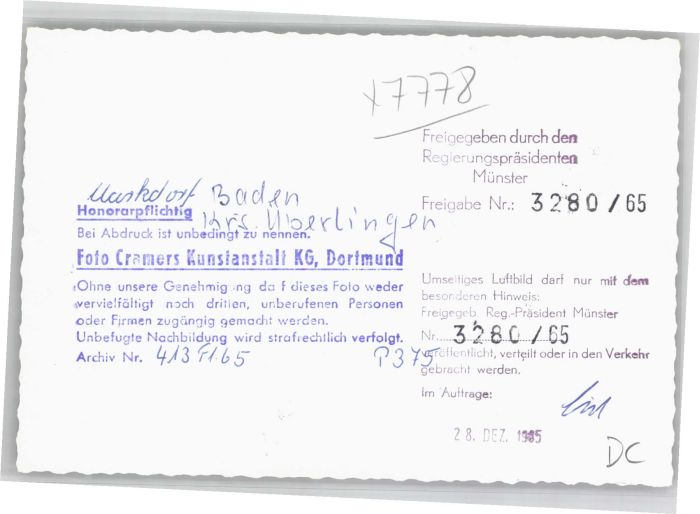 x7778
Freigegeben durch den
Regierungspräsidenten
Münster
Freigabe Nr.: 3280/65
Markdorf Baden
Honorarpflichtig Krs Uberlingen
Bei Abdruck ist unbedingt zu nennen.
Foto Cramers Kunstanstalt KG, Dortmund
Ohne unsere Genehmigung darf dieses Foto weder
vervielfältigt noch dritten, unberufenen Personen
oder Firmen zugängig gemacht werden.
Unbefugte Nachbildung wird strafrechtlich verfolgt.
Archiv Nr. 413 F1.65 P375
Umseitiges Luftbild darf nur mit dem
besonderen Hinweis:
Freigegeb. Reg.-Präsident Münster
Nr. 3280/65
veröffentlicht, verteilt oder in den Verkehr
gebracht werden.
Im Auftrage:
28. DEZ. 1965
DC